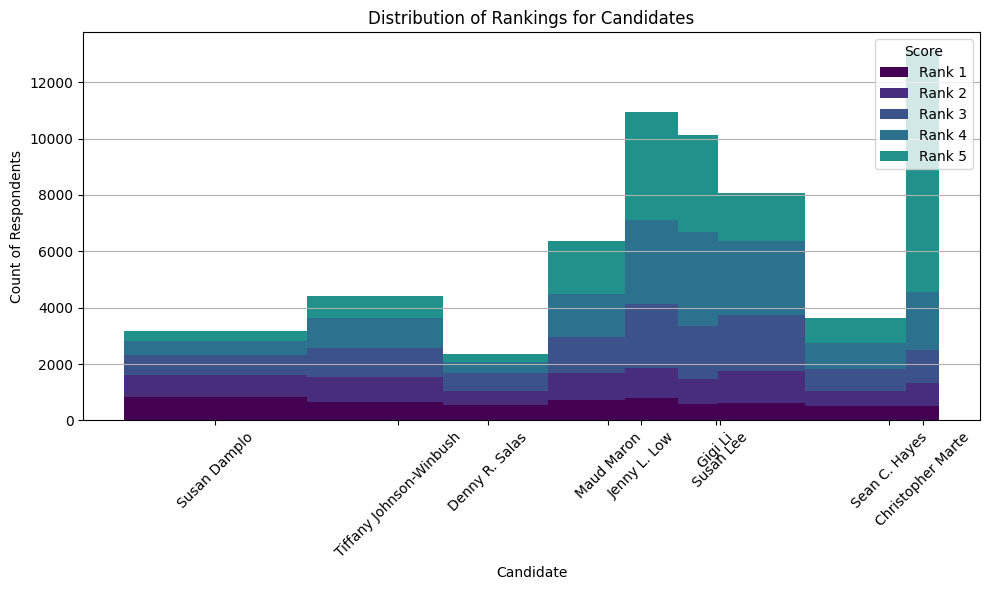 Distribution of Rankings for Candidates
Score
Rank 1
Rank 2
Rank 3
Rank 4
Rank 5
Count of Respondents
12000
10000
8000
6000
4000
2000
0
Susan Damplo
Tiffany Johnson-Winbush
Denny R. Salas
Maud Maron
Jenny L. Low
Gigi Li
Susan Lee
Sean C. Hayes
Christopher Marte
Candidate